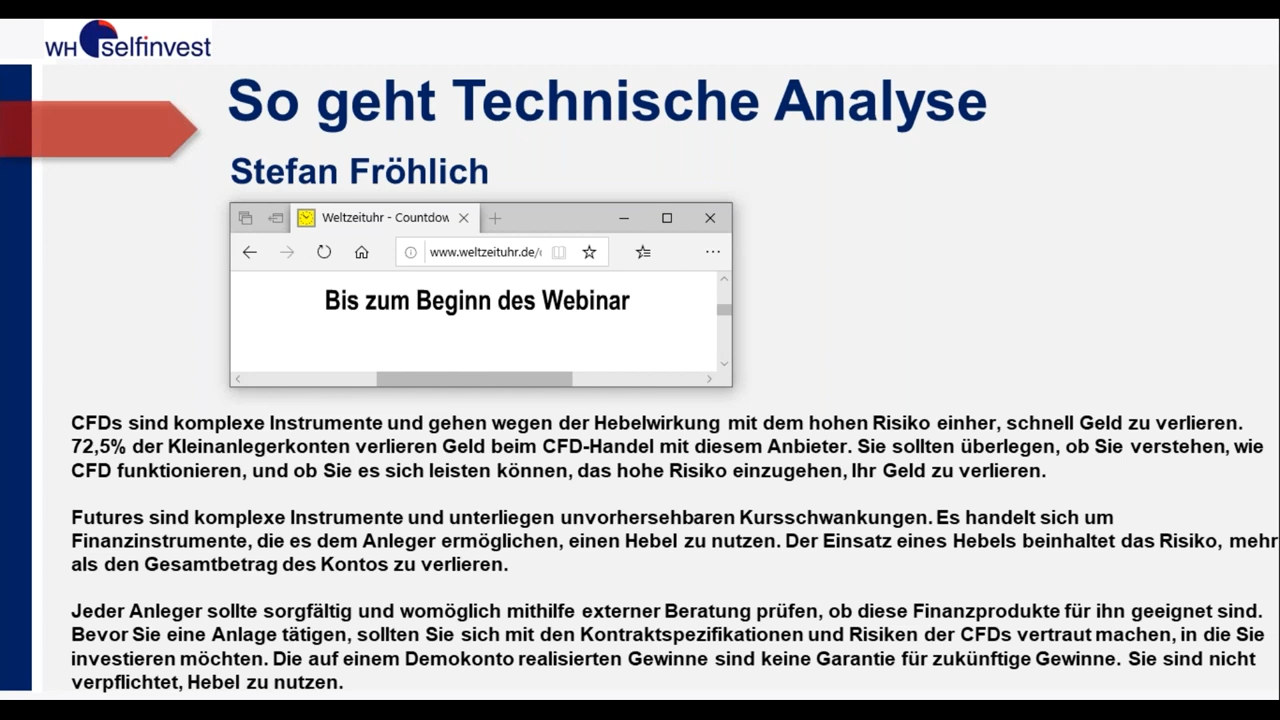 WH selfinvest
So geht Technische Analyse
Stefan Fröhlich
Weltzeituhr - Countdow
www.weltzeituhr.de/
Bis zum Beginn des Webinar
CFDs sind komplexe Instrumente und gehen wegen der Hebelwirkung mit dem hohen Risiko einher, schnell Geld zu verlieren.
72,5% der Kleinanlegerkonten verlieren Geld beim CFD-Handel mit diesem Anbieter. Sie sollten überlegen, ob Sie verstehen, wie
CFD funktionieren, und ob Sie es sich leisten können, das hohe Risiko einzugehen, Ihr Geld zu verlieren.
Futures sind komplexe Instrumente und unterliegen unvorhersehbaren Kursschwankungen. Es handelt sich um
Finanzinstrumente, die es dem Anleger ermöglichen, einen Hebel zu nutzen. Der Einsatz eines Hebels beinhaltet das Risiko, mehr
als den Gesamtbetrag des Kontos zu verlieren.
Jeder Anleger sollte sorgfältig und womöglich mithilfe externer Beratung prüfen, ob diese Finanzprodukte für ihn geeignet sind.
Bevor Sie eine Anlage tätigen, sollten Sie sich mit den Kontraktspezifikationen und Risiken der CFDs vertraut machen, in die Sie
investieren möchten. Die auf einem Demokonto realisierten Gewinne sind keine Garantie für zukünftige Gewinne. Sie sind nicht
verpflichtet, Hebel zu nutzen.